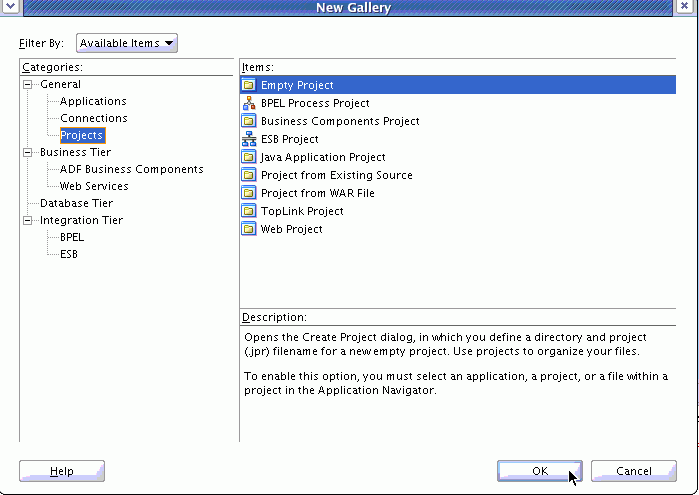 New Gallery
Filter By: Available Items
Categories:
General
Applications
Connections
Projects
Business Tier
ADF Business Components
Web Services
Database Tier
Integration Tier
BPEL
ESB
Items:
Empty Project
BPEL Process Project
Business Components Project
ESB Project
Java Application Project
Project from Existing Source
Project from WAR File
TopLink Project
Web Project
Description:
Opens the Create Project dialog, in which you define a directory and project
(.jpr) filename for a new empty project. Use projects to organize your files.
To enable this option, you must select an application, a project, or a file within a
project in the Application Navigator.
Help
OK
Cancel